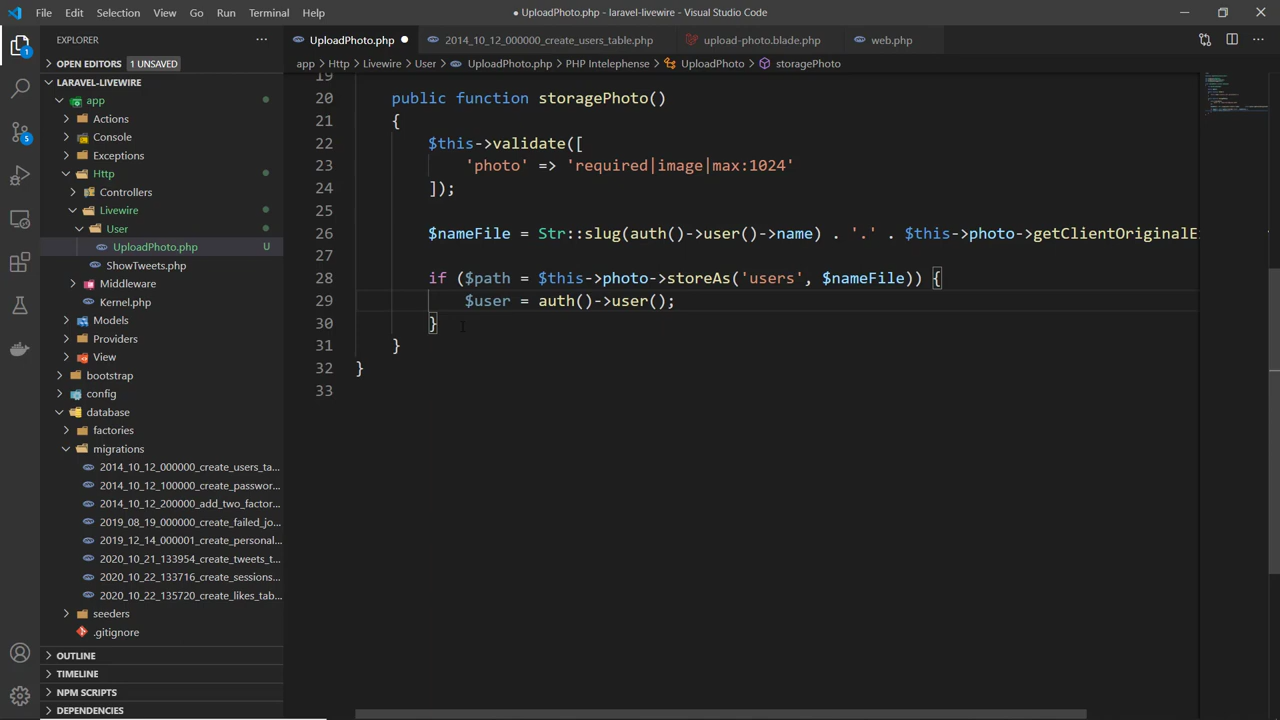 File Edit Selection View Go Run Terminal Help
● UploadPhoto.php - laravel-livewire - Visual Studio Code
EXPLORER
OPEN EDITORS 1 UNSAVED
LARAVEL-LIVEWIRE
app
Actions
Console
Exceptions
Http
Controllers
Livewire
User
UploadPhoto.php U
ShowTweets.php
Middleware
Kernel.php
Models
Providers
View
bootstrap
config
database
factories
migrations
2014_10_12_000000_create_users_ta...
2014_10_12_100000_create_passwor...
2014_10_12_200000_add_two_factor...
2019_08_19_000000_create_failed_jo...
2019_12_14_000001_create_personal...
2020_10_21_133954_create_tweets_t...
2020_10_22_133716_create_sessions...
2020_10_22_135720_create_likes_tab...
seeders
.gitignore
OUTLINE
TIMELINE
NPM SCRIPTS
DEPENDENCIES
1
5
UploadPhoto.php ● 2014_10_12_000000_create_users_table.php upload-photo.blade.php web.php
app > Http > Livewire > User > UploadPhoto.php > PHP Intelephense > UploadPhoto > storagePhoto
19
20 public function storagePhoto()
21 {
22 $this->validate([
23 'photo' => 'required|image|max:1024'
24 ]);
25
26 $nameFile = Str::slug(auth()->user()->name) . '.' . $this->photo->getClientOriginalE
27
28 if ($path = $this->photo->storeAs('users', $nameFile)) {
29 $user = auth()->user();
30 }
31 }
32 }
33